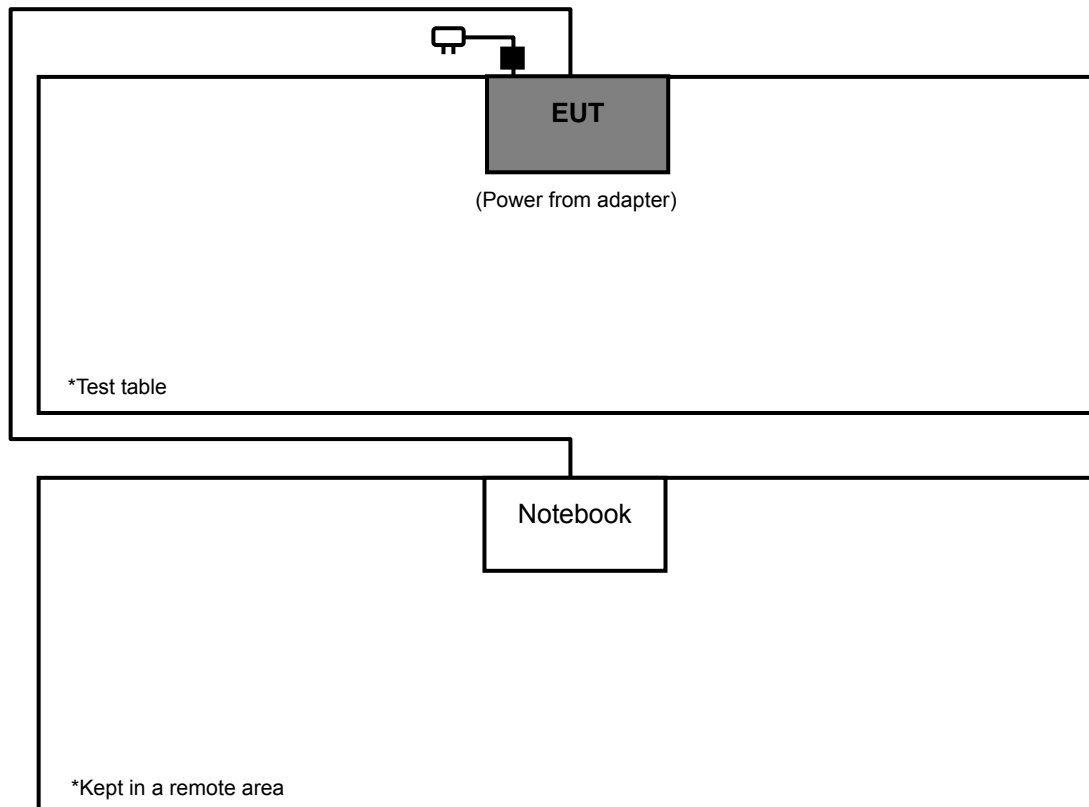 EUT
(Power from adapter)
*Test table
Notebook
*Kept in a remote area